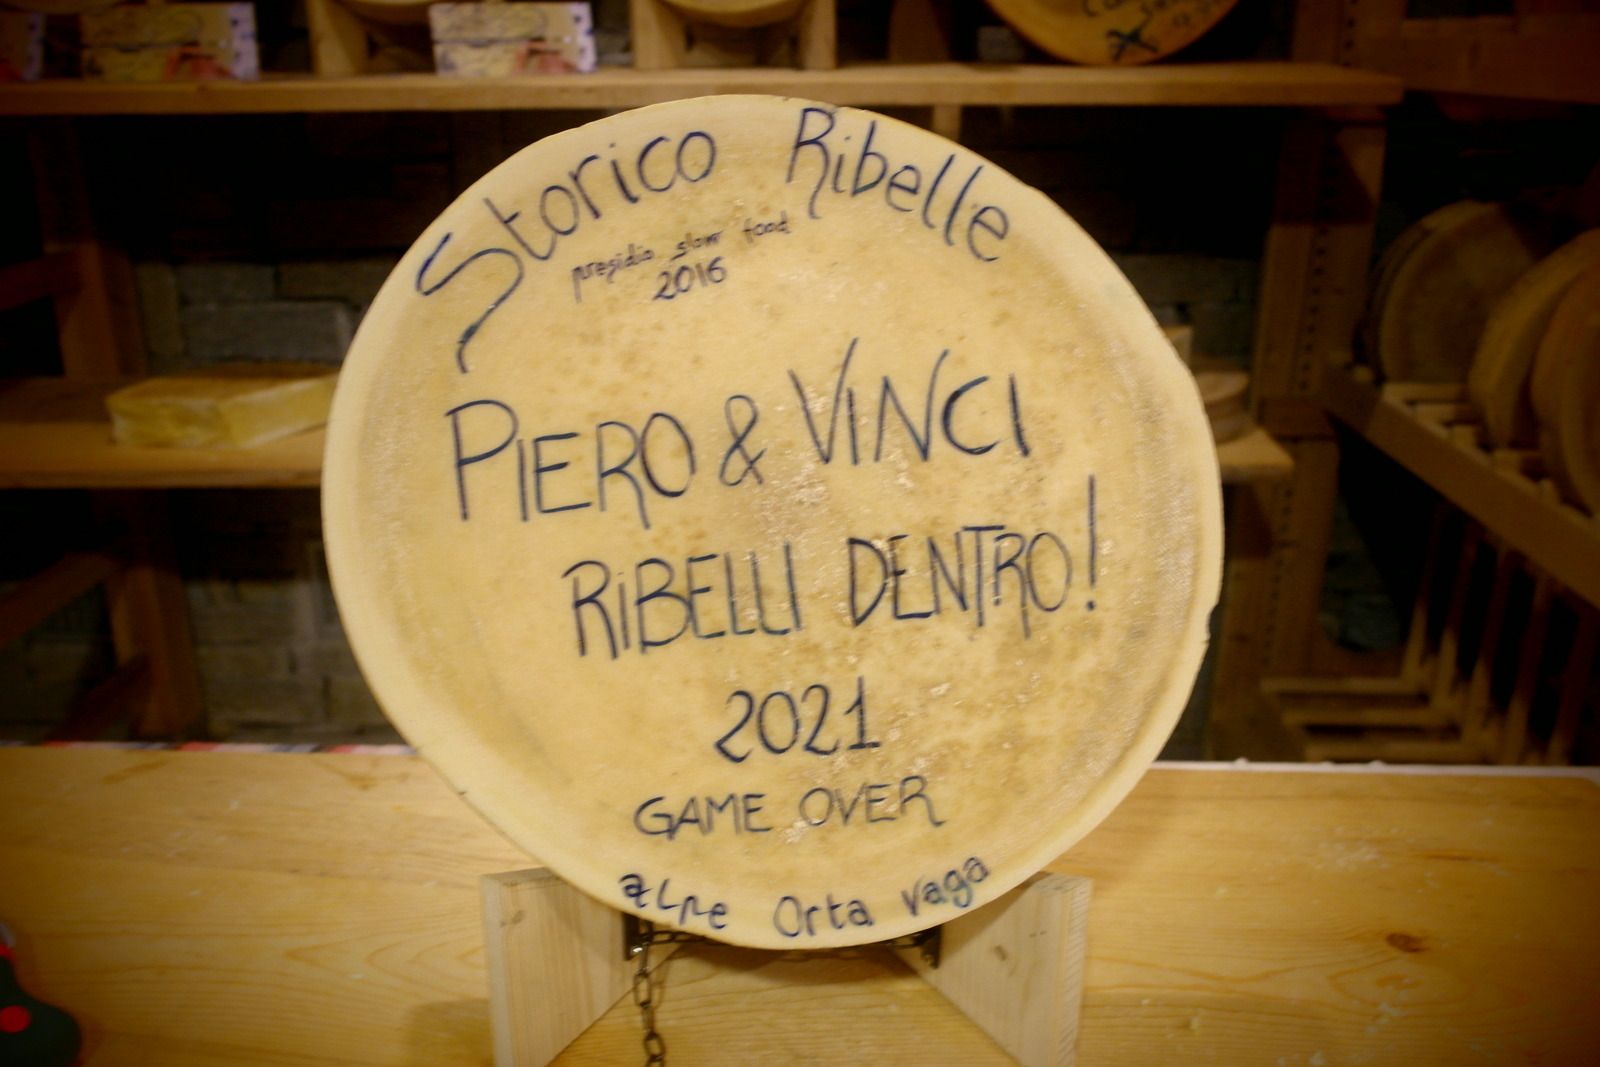 Storico Ribelle
presidio slow food
2016
PIERO & VINCI
RIBELLI DENTRO!
2021
GAME OVER
alpe Orta vaga